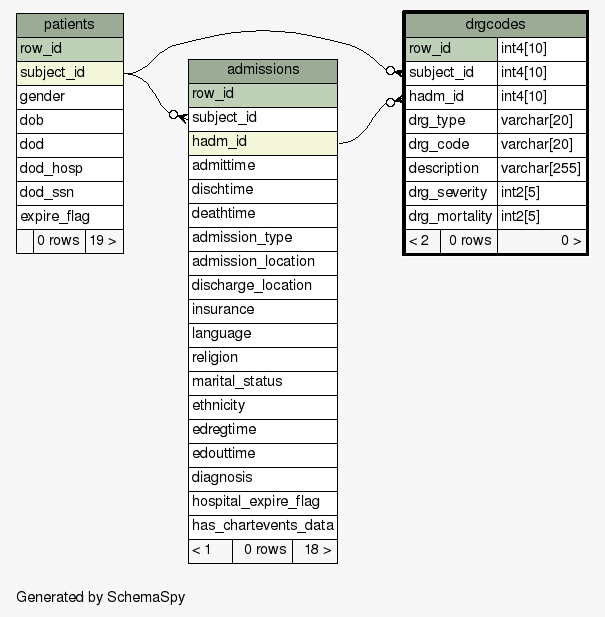 patients
row_id
subject_id
gender
dob
dod
dod_hosp
dod_ssn
expire_flag
0 rows 19 >
admissions
row_id
subject_id
hadm_id
admittime
dischtime
deathtime
admission_type
admission_location
discharge_location
insurance
language
religion
marital_status
ethnicity
edregtime
edouttime
diagnosis
hospital_expire_flag
has_chartevents_data
< 1 0 rows 18 >
drgcodes
row_id int4[10]
subject_id int4[10]
hadm_id int4[10]
drg_type varchar[20]
drg_code varchar[20]
description varchar[255]
drg_severity int2[5]
drg_mortality int2[5]
< 2 0 rows 0 >
Generated by SchemaSpy